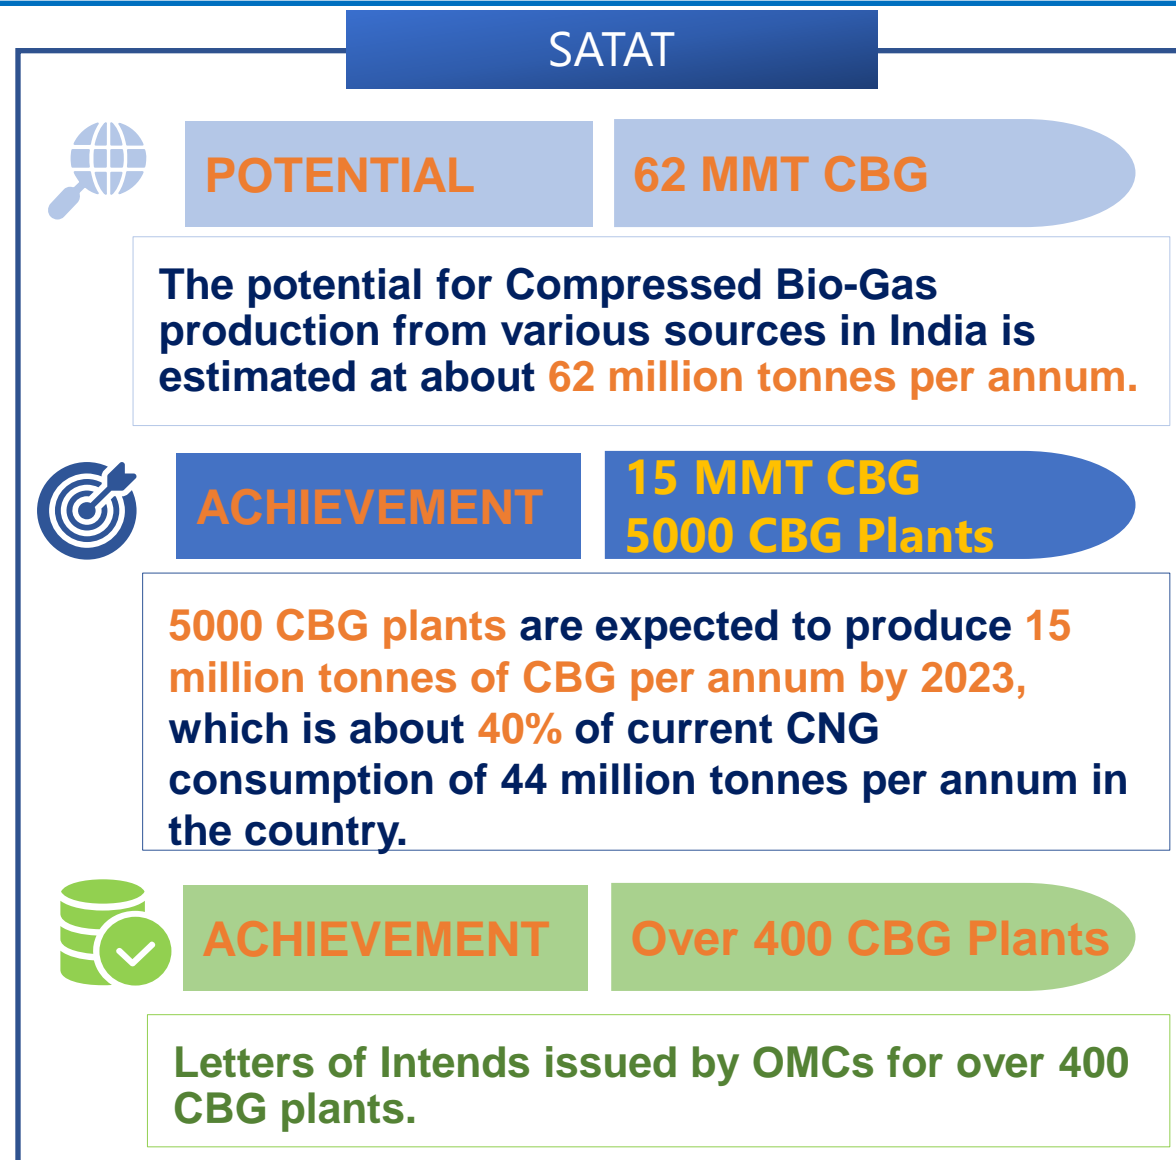 SATAT
POTENTIAL
62 MMT CBG
The potential for Compressed Bio-Gas
production from various sources in India is
estimated at about 62 million tonnes per annum.
ACHIEVEMENT
15 MMT CBG
5000 CBG Plants
5000 CBG plants are expected to produce 15
million tonnes of CBG per annum by 2023,
which is about 40% of current CNG
consumption of 44 million tonnes per annum in
the country.
ACHIEVEMENT
Over 400 CBG Plants
Letters of Intends issued by OMCs for over 400
CBG plants.